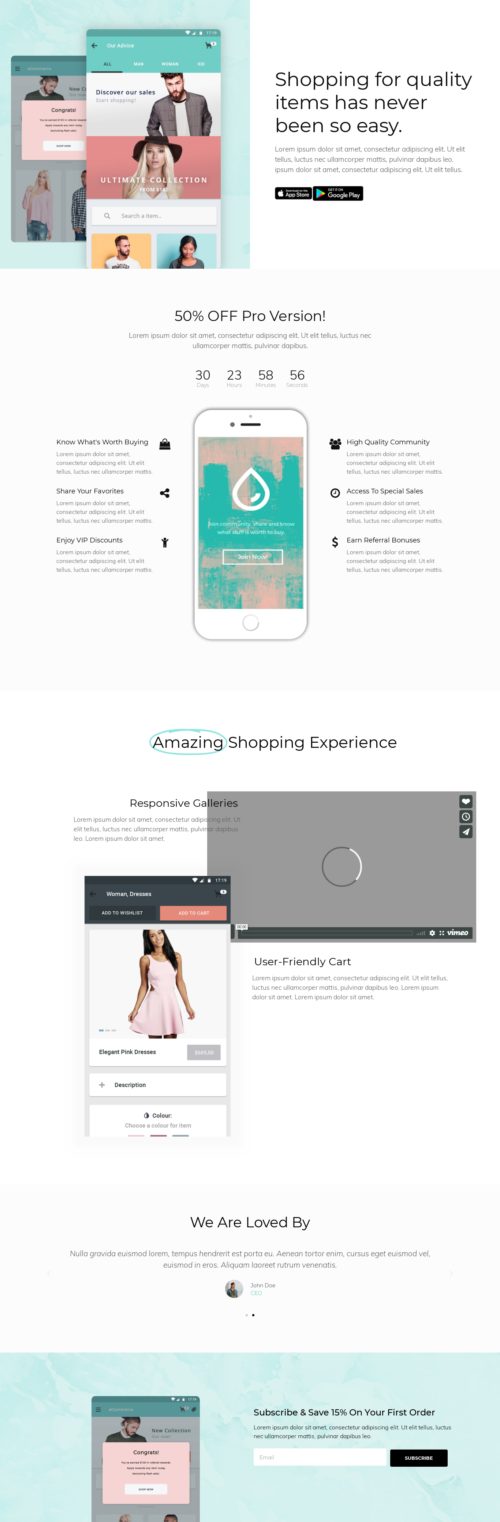 17:19
Our Advise
ALL MAN WOMAN KID
Discover our sales
Start shopping!
ULTIMATE COLLECTION
FROM $182
Search a item..
New Co
Congrats!
SHOP NOW
Shopping for quality
items has never
been so easy.
Lorem ipsum dolor sit amet, consectetur adipiscing elit. Ut elit
tellus, luctus nec ullamcorper mattis, pulvinar dapibus leo,
ipsum dolor sit amet, consectetur adipiscing elit. Ut elit tellus.
App Store
GET IT ON
Google Play
50% OFF Pro Version!
Lorem ipsum dolor sit amet, consectetur adipiscing elit. Ut elit tellus, luctus nec
ullamcorper mattis, pulvinar dapibus.
30 23 58 56
Days Hours Minutes Seconds
Know What's Worth Buying
Lorem ipsum dolor sit amet,
consectetur adipiscing elit. Ut elit
tellus, luctus nec ullamcorper mattis.
Share Your Favorites
Lorem ipsum dolor sit amet,
consectetur adipiscing elit. Ut elit
tellus, luctus nec ullamcorper mattis.
Enjoy VIP Discounts
Lorem ipsum dolor sit amet,
consectetur adipiscing elit. Ut elit
tellus, luctus nec ullamcorper mattis.
Join community, share and know
what stuff is worth to buy.
Join Now
High Quality Community
Lorem ipsum dolor sit amet,
consectetur adipiscing elit. Ut elit
tellus, luctus nec ullamcorper mattis.
Access To Special Sales
Lorem ipsum dolor sit amet,
consectetur adipiscing elit. Ut elit
tellus, luctus nec ullamcorper mattis.
Earn Referral Bonuses
Lorem ipsum dolor sit amet,
consectetur adipiscing elit. Ut elit
tellus, luctus nec ullamcorper mattis.
Amazing Shopping Experience
Responsive Galleries
Lorem ipsum dolor sit amet, consectetur adipiscing elit. Ut
elit tellus, luctus nec ullamcorper mattis, pulvinar dapibus
leo. Lorem ipsum dolor sit amet.
vimeo
17:19
Woman, Dresses
ADD TO WISHLIST ADD TO CART
Elegant Pink Dresses
Description
Colour:
Choose a colour for item
User-Friendly Cart
Lorem ipsum dolor sit amet, consectetur adipiscing elit. Ut elit tellus,
luctus nec ullamcorper mattis, pulvinar dapibus leo. Lorem ipsum dolor sit
amet. Lorem ipsum dolor sit amet.
We Are Loved By
Nulla gravida euismod lorem, tempus hendrerit est porta eu. Aenean tortor enim, cursus eget euismod vel,
euismod in eros. Aliquam laoreet rutrum venenatis.
John Doe
CEO
17:19
New Collection
Congrats!
SHOP NOW
Subscribe & Save 15% On Your First Order
Lorem ipsum dolor sit amet, consectetur adipiscing elit. Ut elit tellus, luctus
nec ullamcorper mattis, pulvinar dapibus leo
Email
SUBSCRIBE